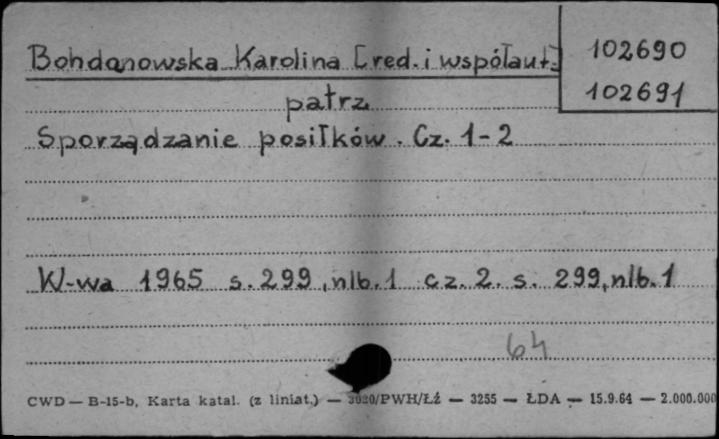 Bohdanowska Karolina [red. i współaut.]
102690
102691
patrz
Sporządzanie posiłków. Cz. 1-2
W-wa 1965 s. 299, nlb. 1 cz. 2. s. 299, nlb. 1
64
CWD — B-15-b, Karta katal. (z liniat.) — 3020/PWH/Łź — 3255 — ŁDA — 15.9.64 — 2.000.000